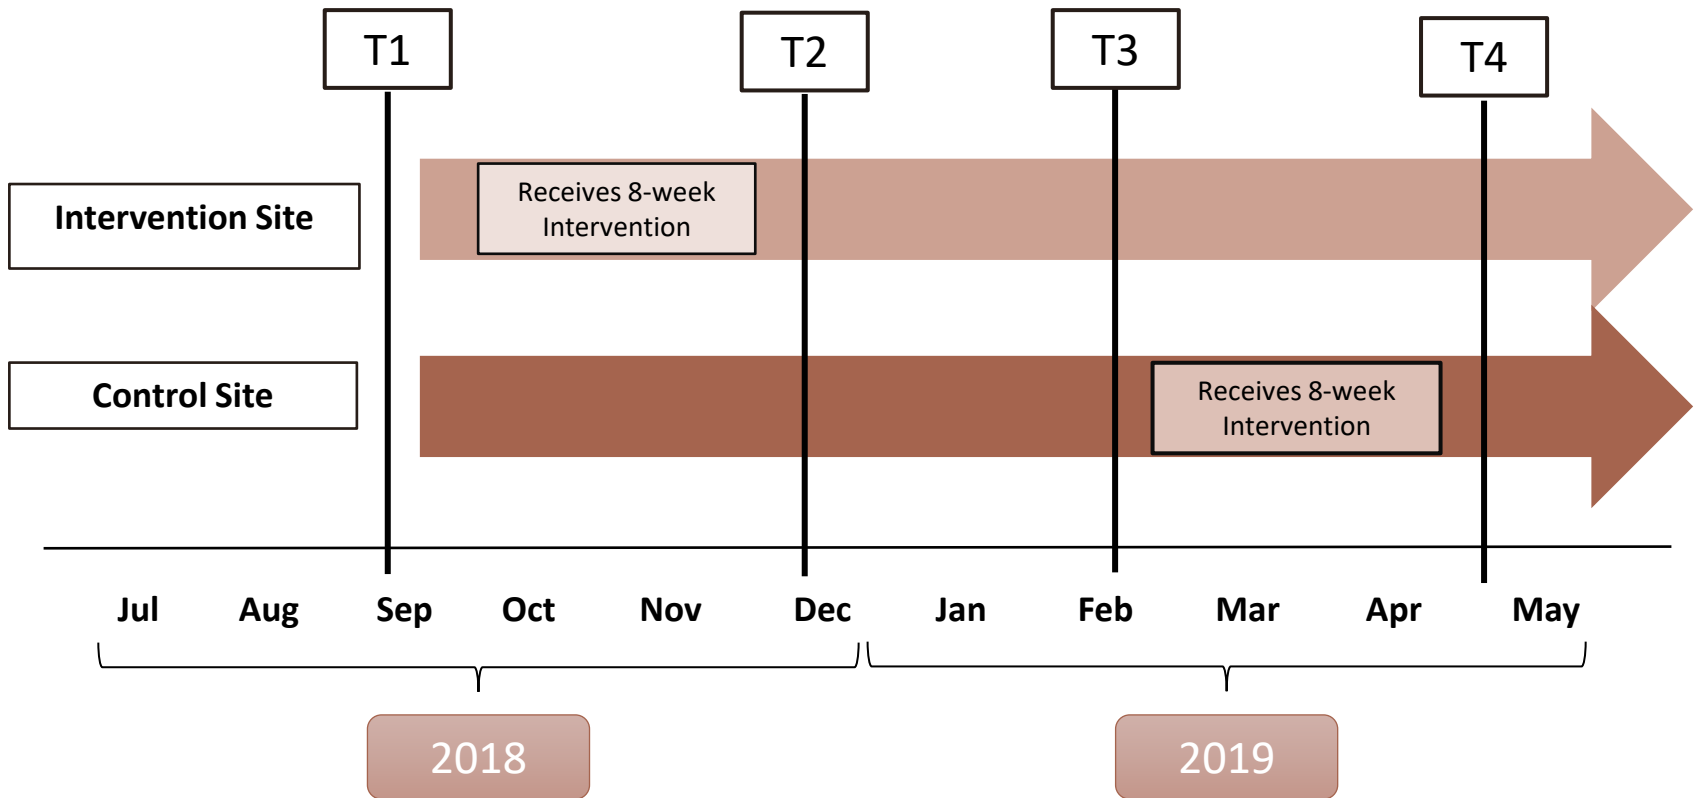 T1
T2
T3
T4
Intervention Site
Receives 8-week
Intervention
Control Site
Receives 8-week
Intervention
Jul Aug Sep Oct Nov Dec Jan Feb Mar Apr May
2018
2019